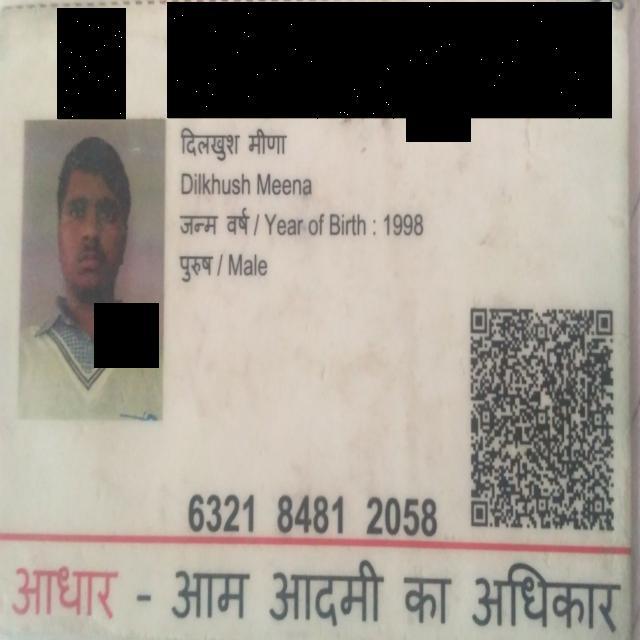 दिलखुश मीणा
Dilkhush Meena
जन्म वर्ष / Year of Birth : 1998
पुरुष / Male
6321 8481 2058
आधार - आम आदमी का अधिकार